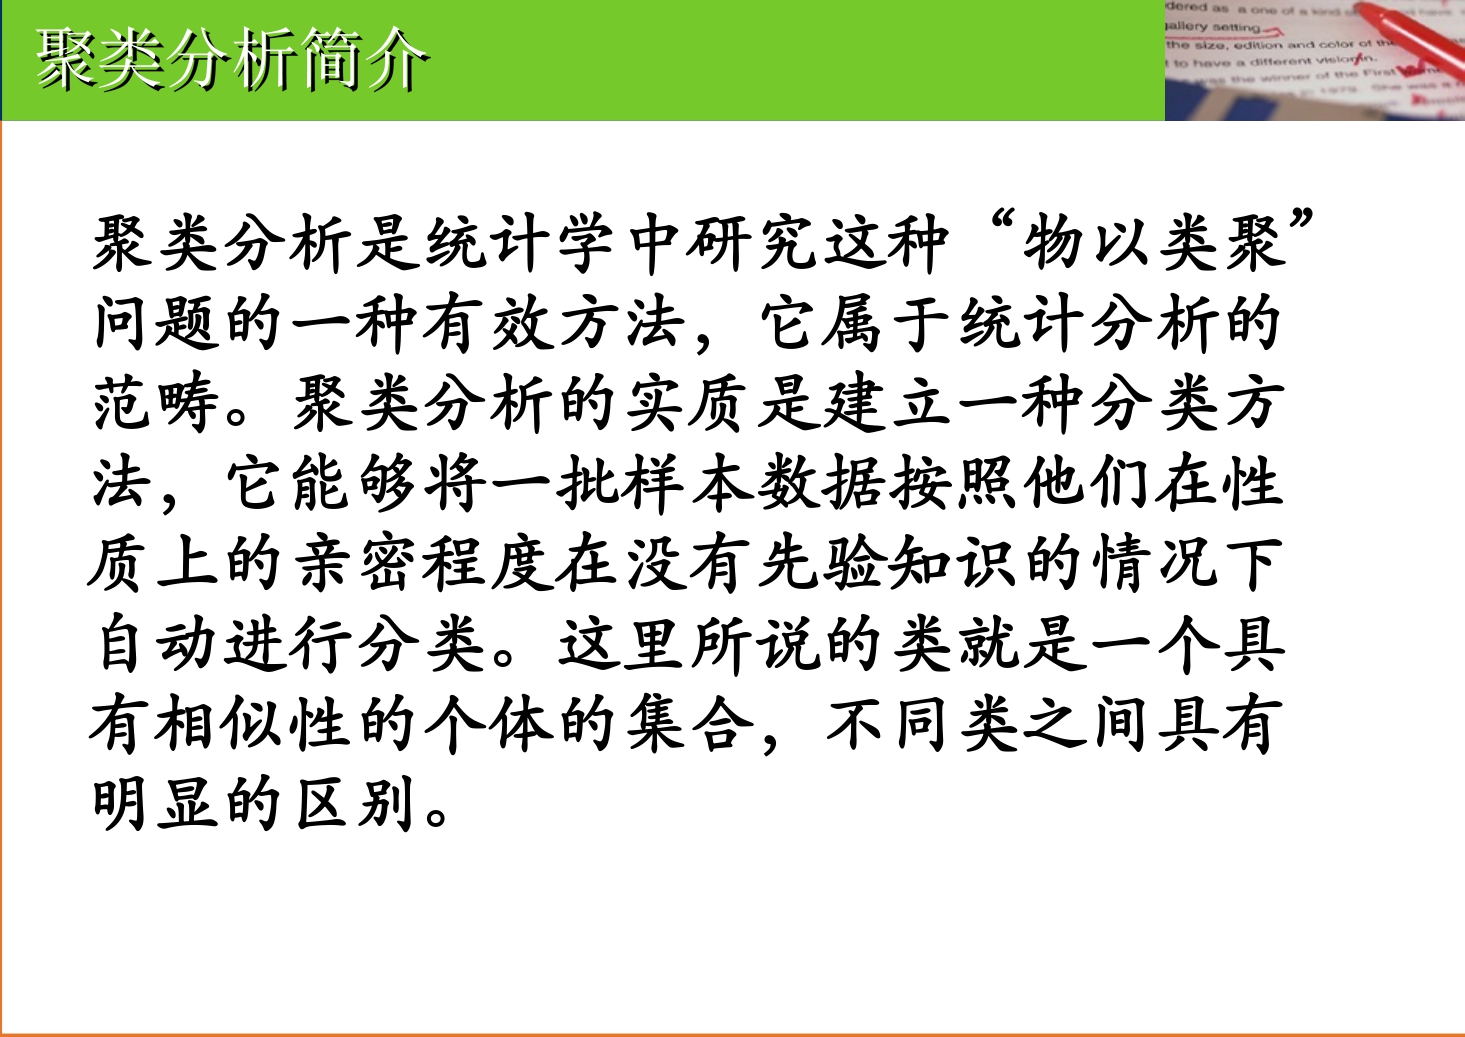 聚类分析简介
dered as a one of a kind
allery setting
the size, edition and color of the
to have a different vision
was the winner of the First
聚类分析是统计学中研究这种“物以类聚”
问题的一种有效方法，它属于统计分析的
范畴。聚类分析的实质是建立一种分类方
法，它能够将一批样本数据按照他们在性
质上的亲密程度在没有先验知识的情况下
自动进行分类。这里所说的类就是一个具
有相似性的个体的集合，不同类之间具有
明显的区别。